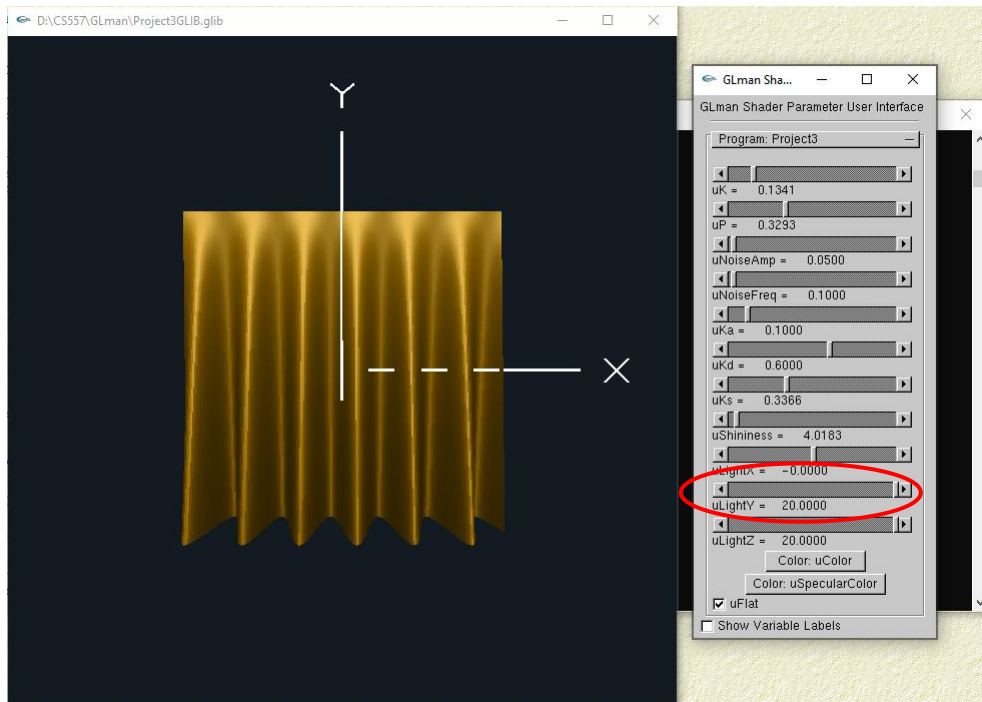 D:\CS557\GLman\Project3GLIB.glib
Y
X
GLman Sha...
GLman Shader Parameter User Interface
Program: Project3
uK = 0.1341
uP = 0.3293
uNoiseAmp = 0.0500
uNoiseFreq = 0.1000
uKa = 0.1000
uKd = 0.6000
uKs = 0.3366
uShininess = 4.0183
uLightX = -0.0000
uLightY = 20.0000
uLightZ = 20.0000
Color: uColor
Color: uSpecularColor
uFlat
Show Variable Labels